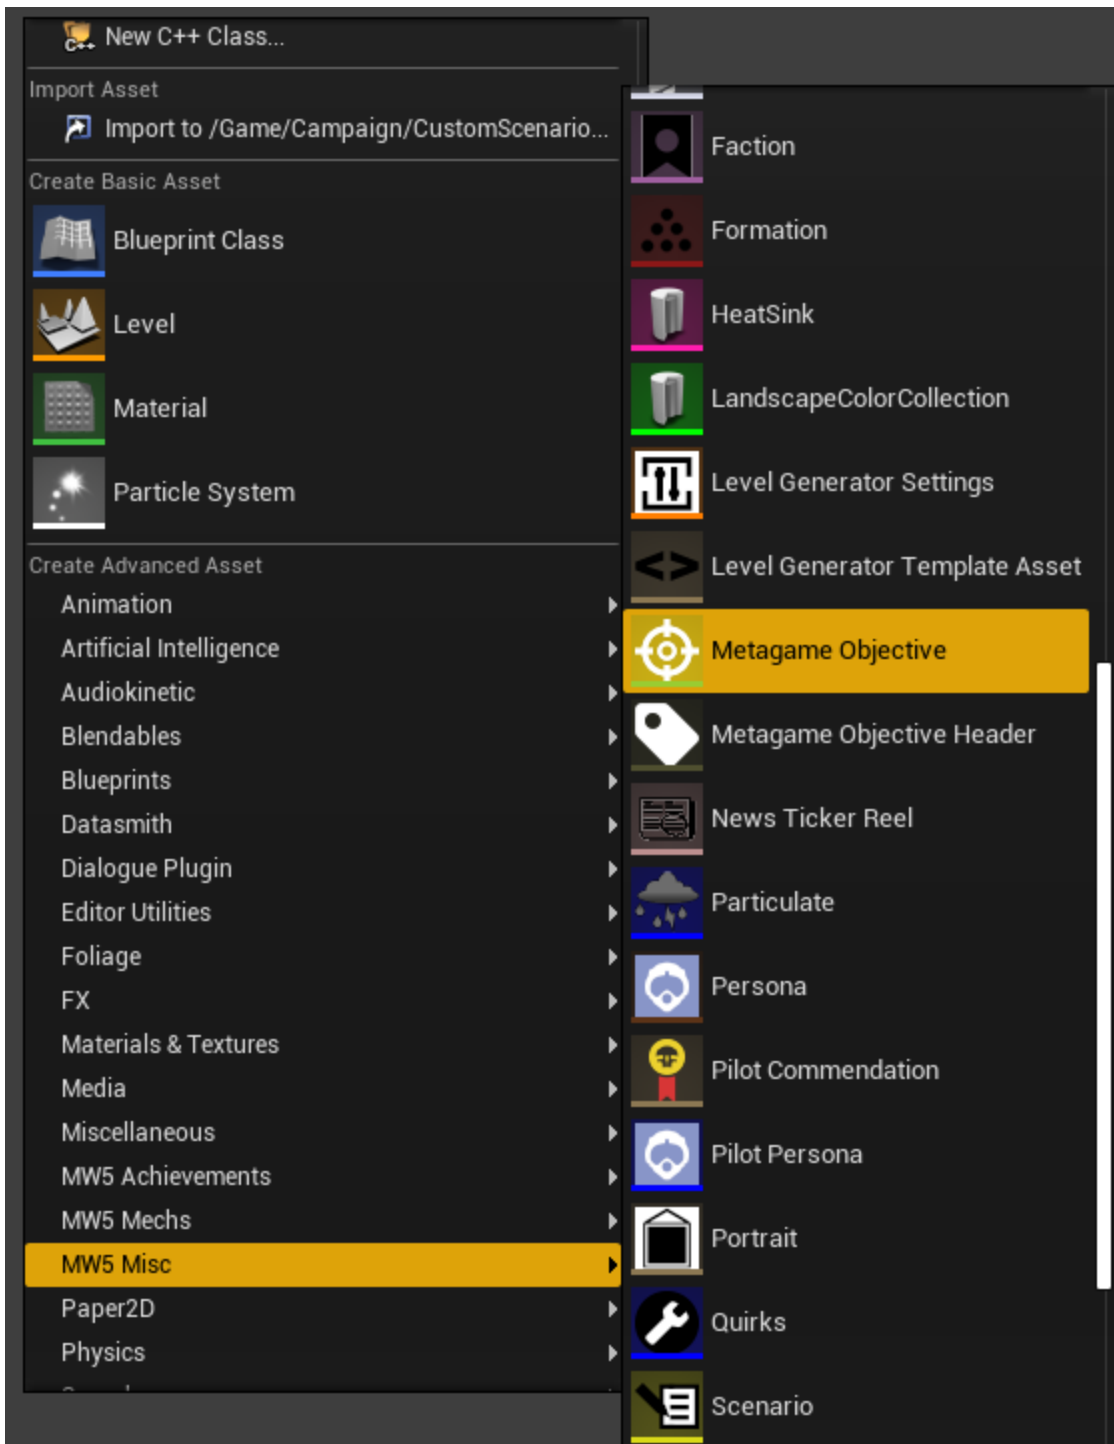 New C++ Class...
Import Asset
Import to /Game/Campaign/CustomScenario...
Create Basic Asset
Blueprint Class
Level
Material
Particle System
Create Advanced Asset
Animation
Artificial Intelligence
Audiokinetic
Blendables
Blueprints
Datasmith
Dialogue Plugin
Editor Utilities
Foliage
FX
Materials & Textures
Media
Miscellaneous
MW5 Achievements
MW5 Mechs
MW5 Misc
Paper2D
Physics
Faction
Formation
HeatSink
LandscapeColorCollection
Level Generator Settings
Level Generator Template Asset
Metagame Objective
Metagame Objective Header
News Ticker Reel
Particulate
Persona
Pilot Commendation
Pilot Persona
Portrait
Quirks
Scenario